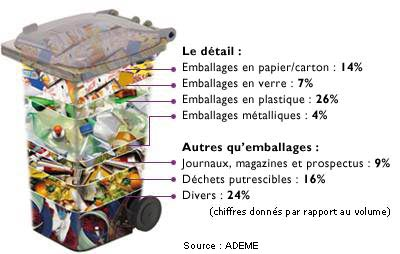 Le détail :
Emballages en papier/carton : 14%
Emballages en verre : 7%
Emballages en plastique : 26%
Emballages métalliques : 4%
Autres qu'emballages :
Journaux, magazines et prospectus : 9%
Déchets putrescibles : 16%
Divers : 24%
(chiffres donnés par rapport au volume)
Source : ADEME